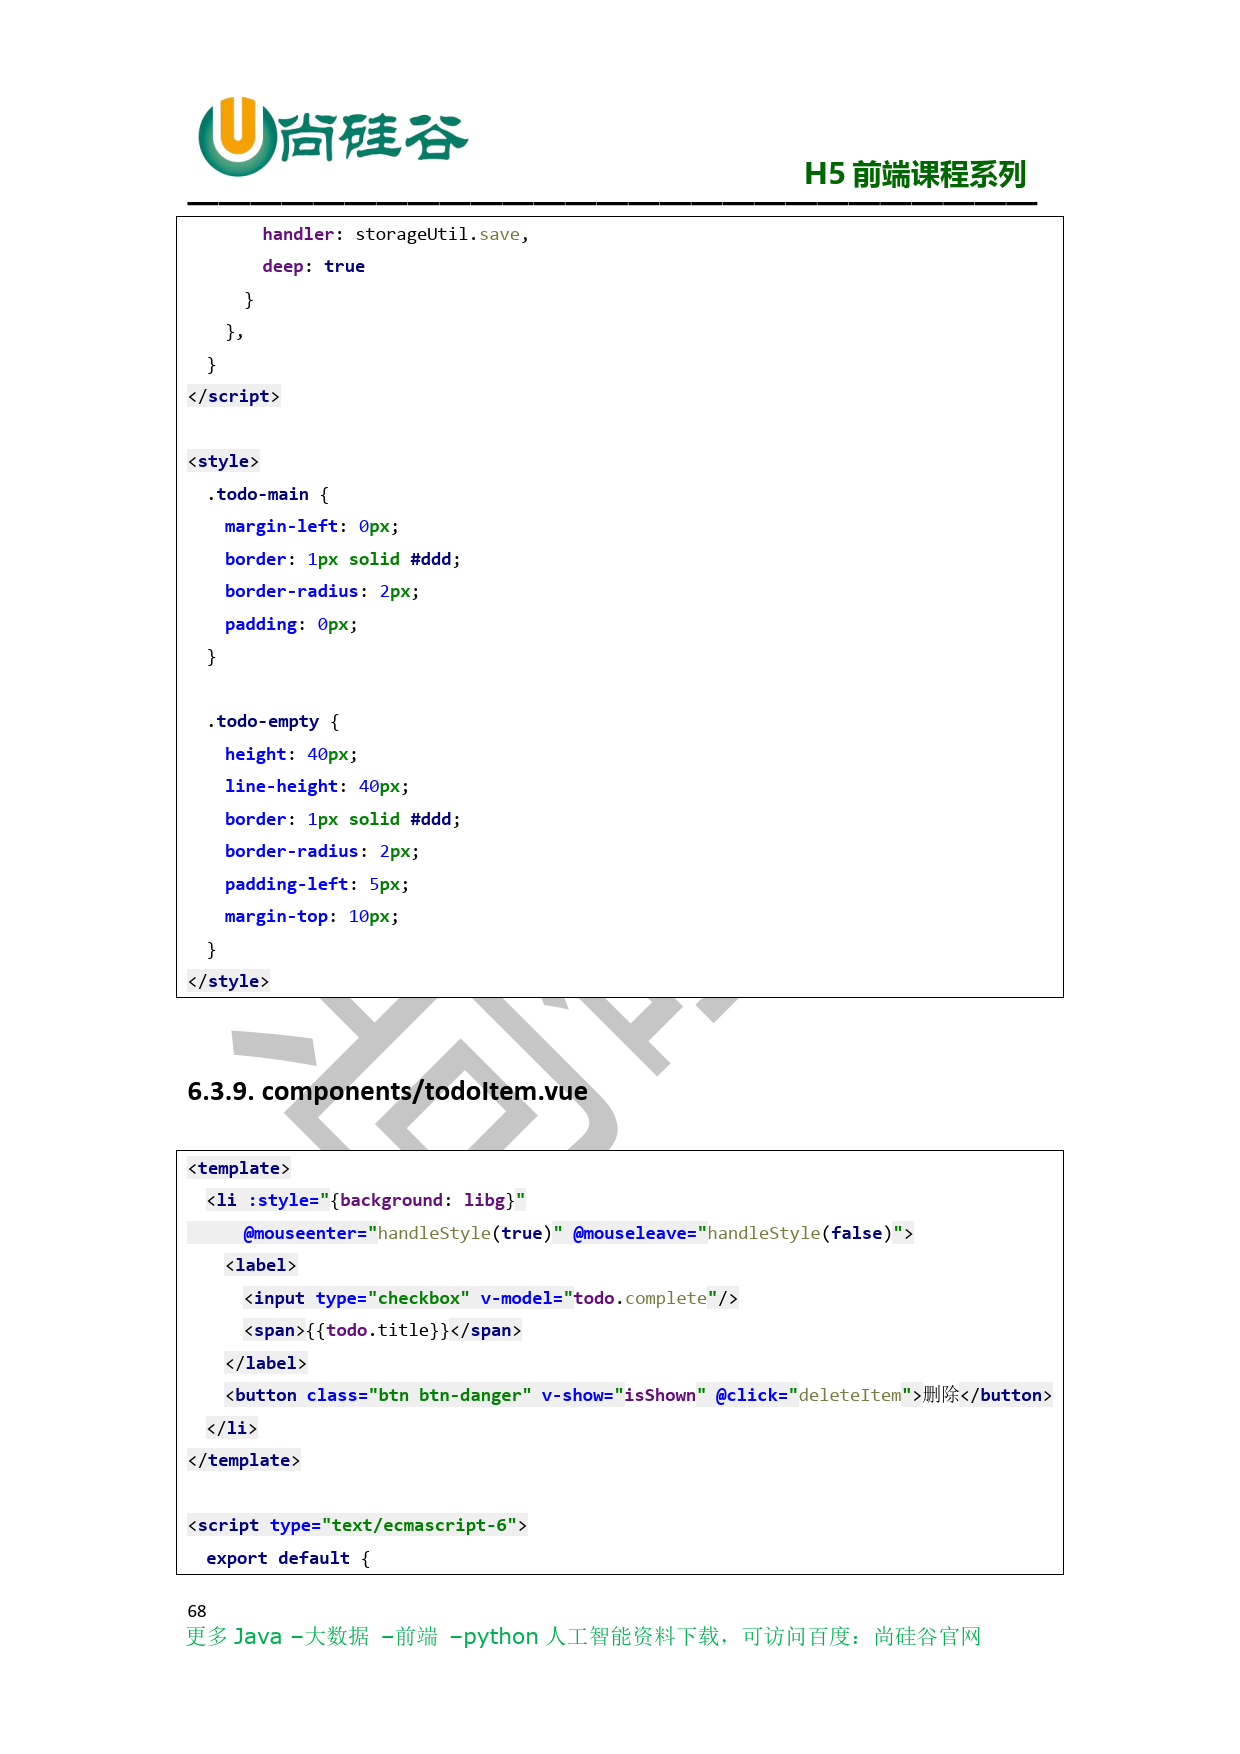 尚硅谷
H5 前端课程系列
handler: storageUtil.save,
deep: true
}
},
}
</script>
<style>
.todo-main {
margin-left: 0px;
border: 1px solid #ddd;
border-radius: 2px;
padding: 0px;
}
.todo-empty {
height: 40px;
line-height: 40px;
border: 1px solid #ddd;
border-radius: 2px;
padding-left: 5px;
margin-top: 10px;
}
</style>
6.3.9. components/todoItem.vue
<template>
<li :style="{background: libg}"
@mouseenter="handleStyle(true)" @mouseleave="handleStyle(false)">
<label>
<input type="checkbox" v-model="todo.complete"/>
<span>{{todo.title}}</span>
</label>
<button class="btn btn-danger" v-show="isShown" @click="deleteItem">删除</button>
</li>
</template>
<script type="text/ecmascript-6">
export default {
68
更多 Java –大数据 –前端 –python 人工智能资料下载，可访问百度：尚硅谷官网